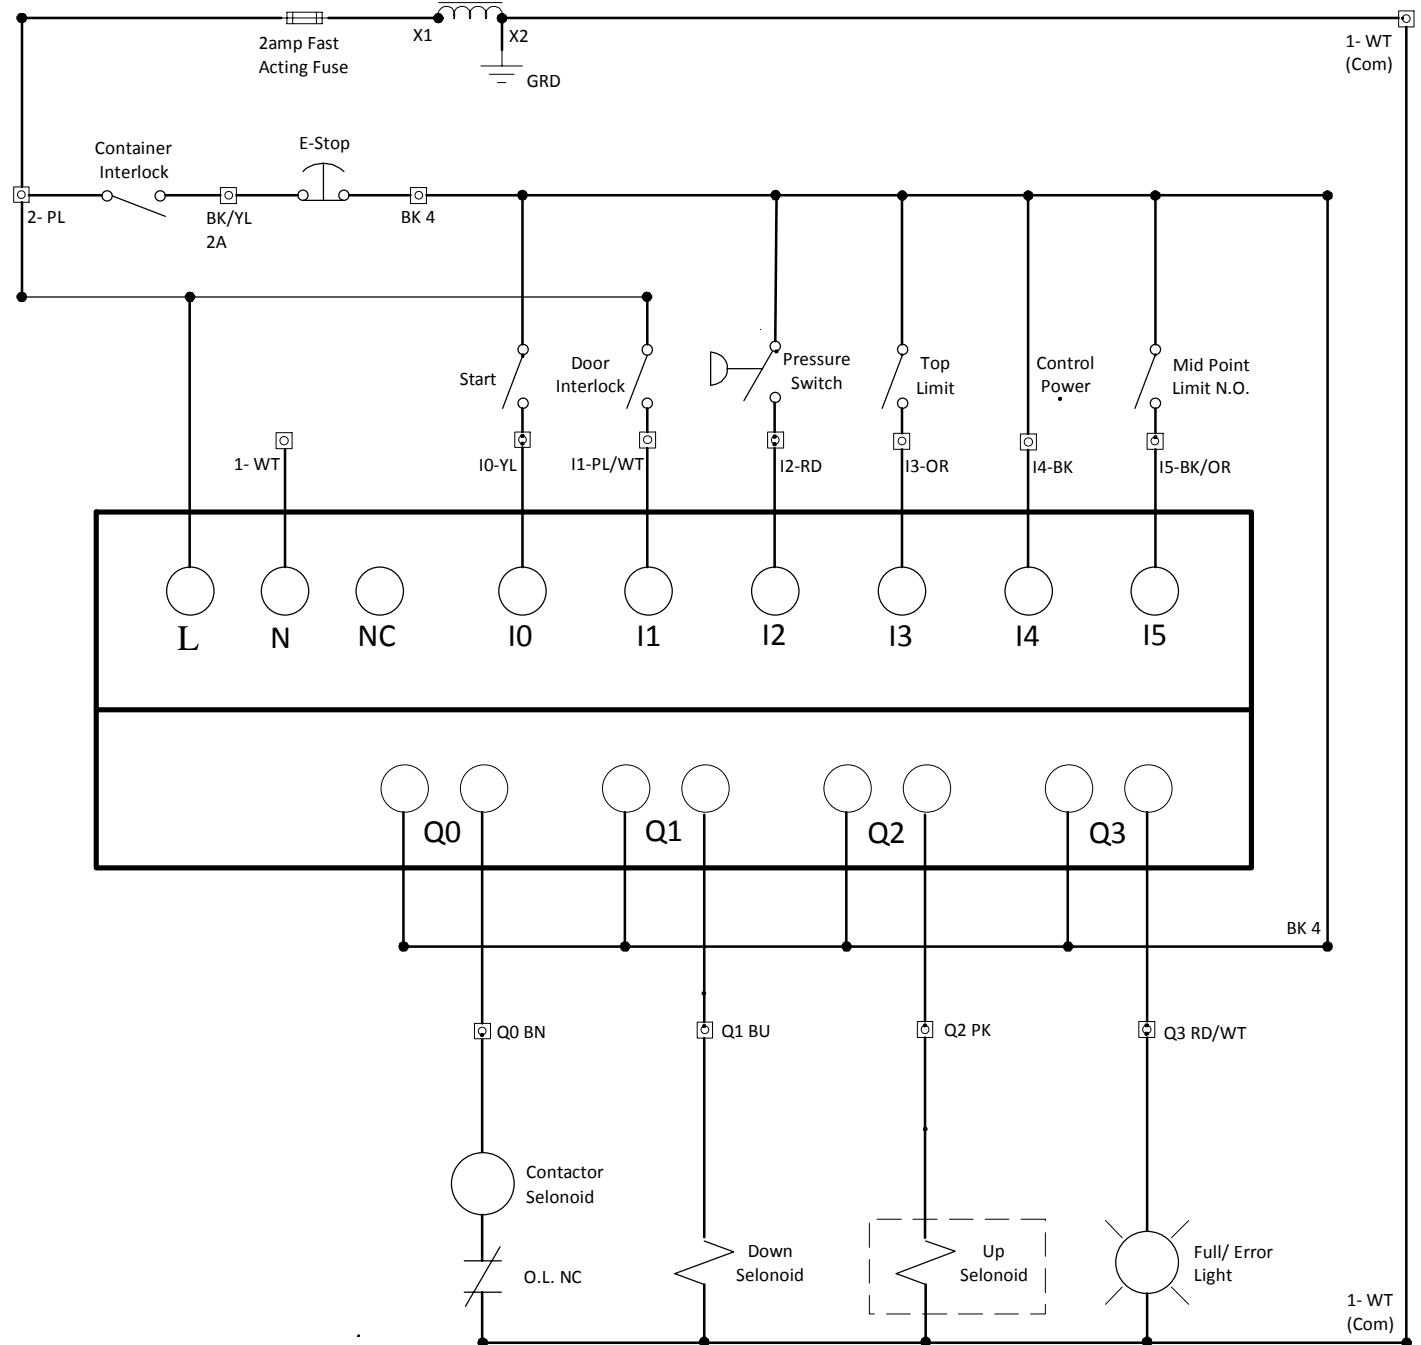 X1
X2
2amp Fast
Acting Fuse
GRD
1- WT
(Com)
Container
Interlock
E-Stop
2- PL
BK/YL
2A
BK 4
Start
Door
Interlock
Pressure
Switch
Top
Limit
Control
Power
Mid Point
Limit N.O.
1- WT
I0-YL
I1-PL/WT
I2-RD
I3-OR
I4-BK
I5-BK/OR
L
N
NC
I0
I1
I2
I3
I4
I5
Q0
Q1
Q2
Q3
BK 4
Q0 BN
Q1 BU
Q2 PK
Q3 RD/WT
Contactor
Selonoid
O.L. NC
Down
Selonoid
Up
Selonoid
Full/ Error
Light
1- WT
(Com)